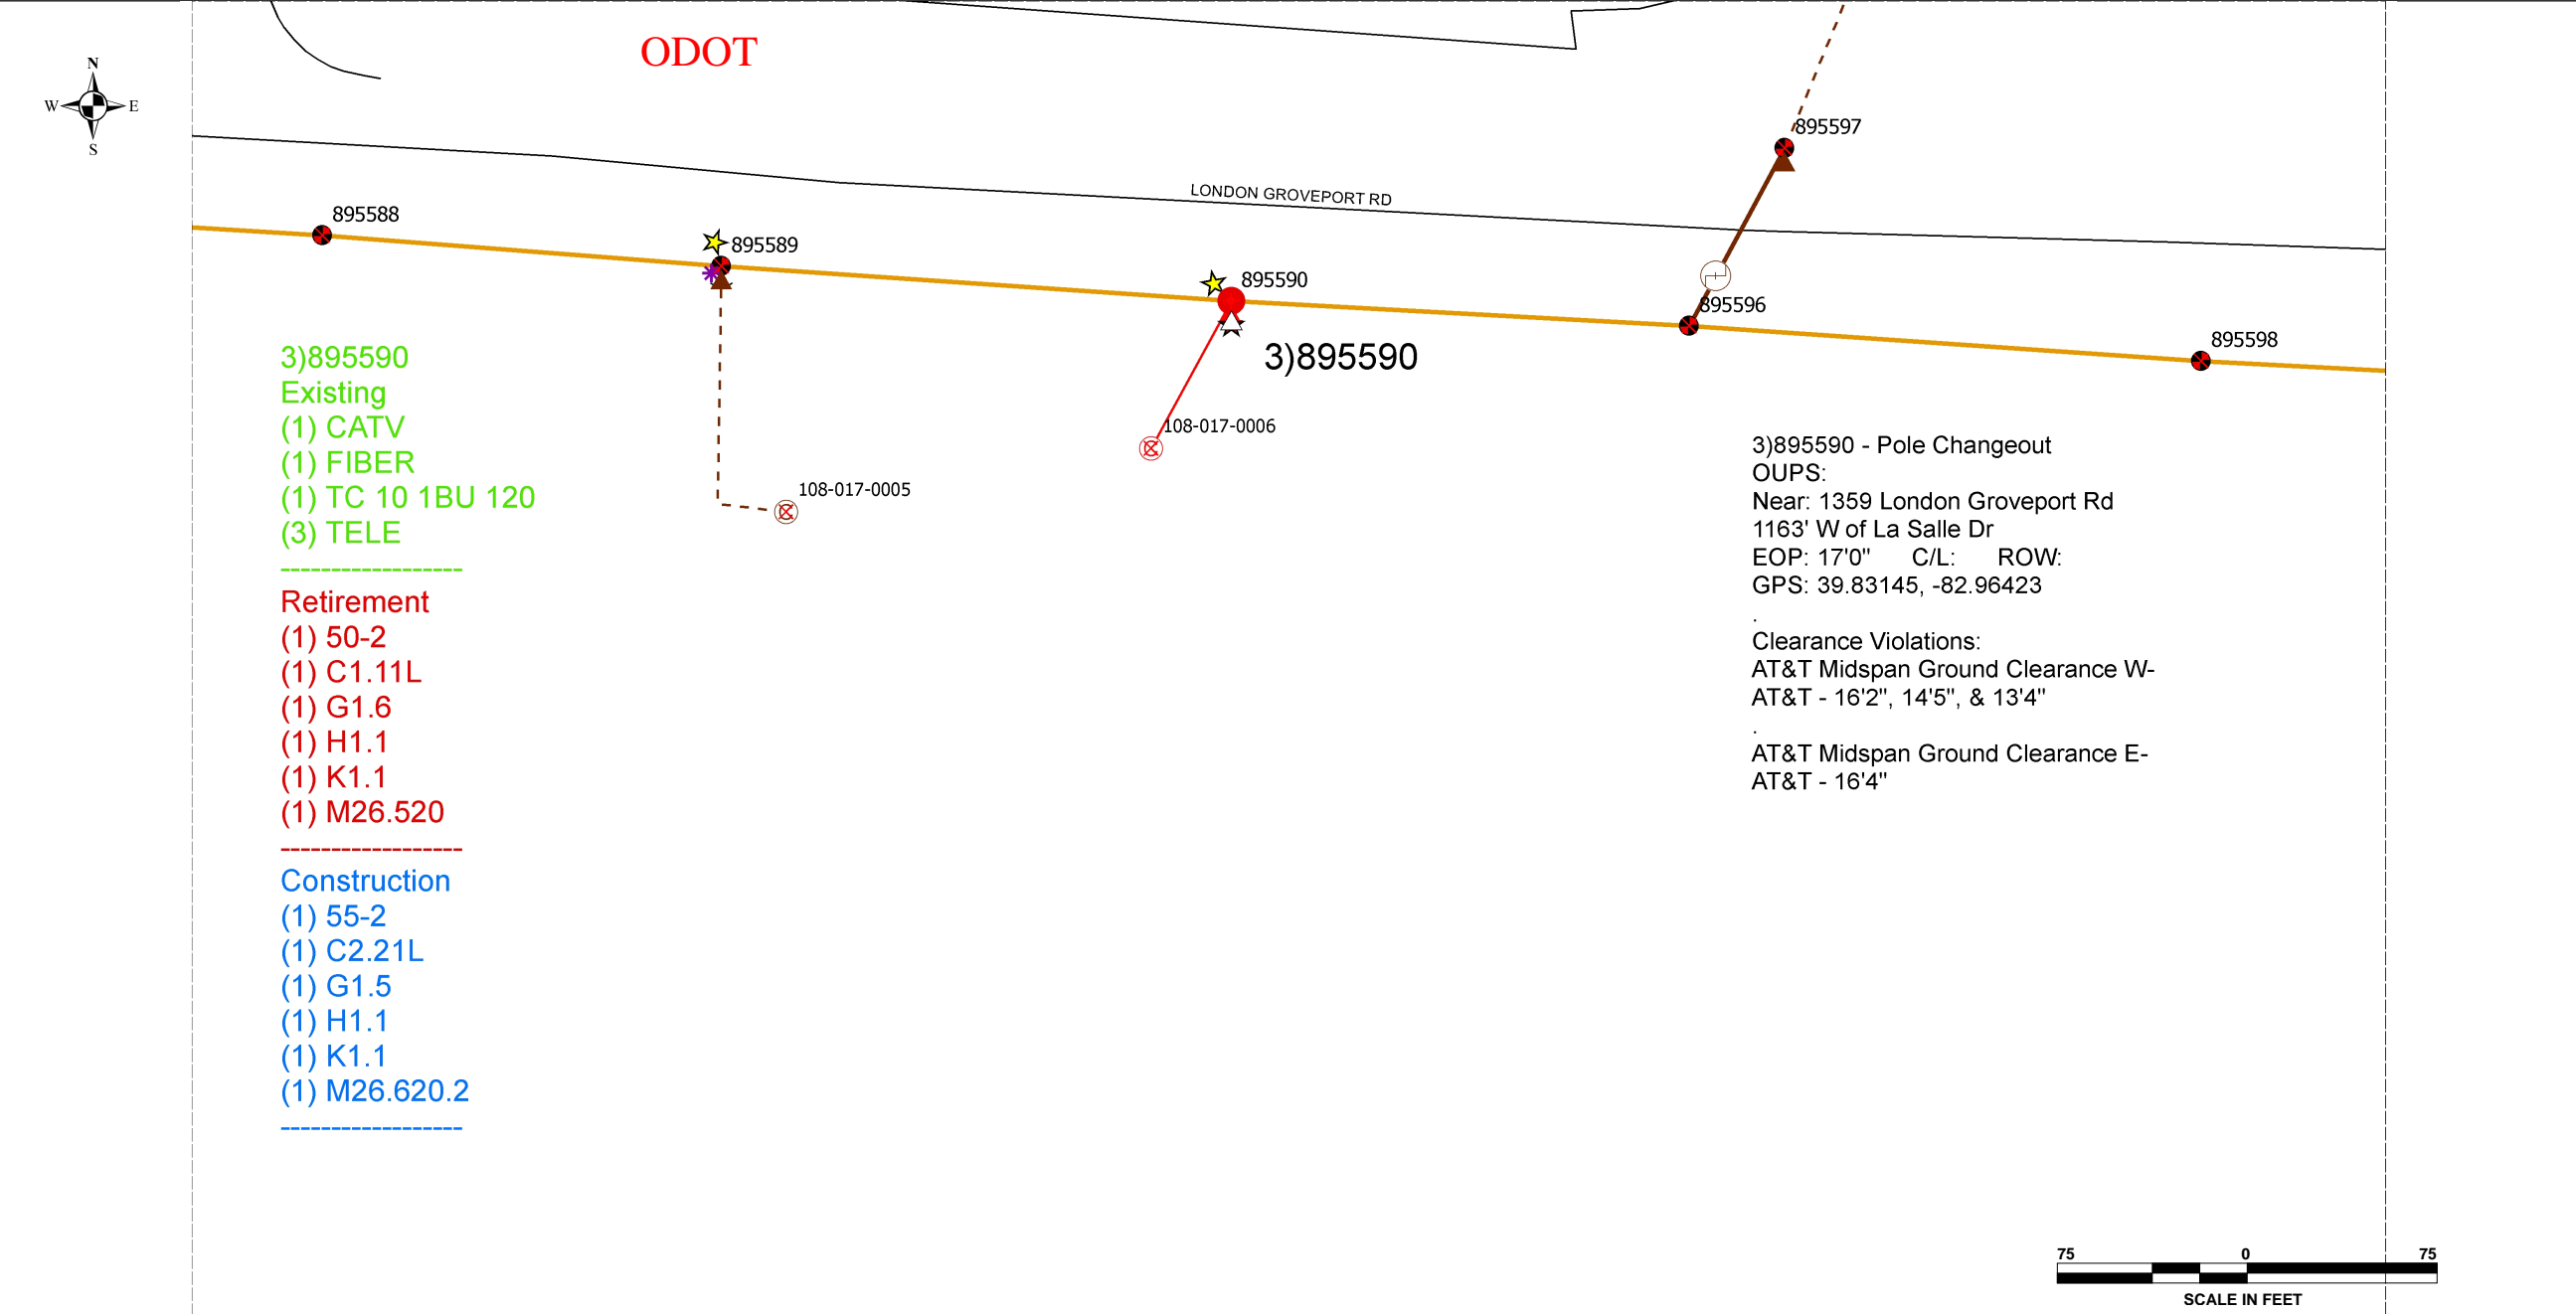 ODOT
N
W E
S
895597
LONDON GROVEPORT RD
895588
895589
895590
895596
895598
3)895590
108-017-0006
108-017-0005
3)895590
Existing
(1) CATV
(1) FIBER
(1) TC 10 1BU 120
(3) TELE
------------------
Retirement
(1) 50-2
(1) C1.11L
(1) G1.6
(1) H1.1
(1) K1.1
(1) M26.520
------------------
Construction
(1) 55-2
(1) C2.21L
(1) G1.5
(1) H1.1
(1) K1.1
(1) M26.620.2
------------------
3)895590 - Pole Changeout
OUPS:
Near: 1359 London Groveport Rd
1163' W of La Salle Dr
EOP: 17'0" C/L: ROW:
GPS: 39.83145, -82.96423
.
Clearance Violations:
AT&T Midspan Ground Clearance W-
AT&T - 16'2", 14'5", & 13'4"
.
AT&T Midspan Ground Clearance E-
AT&T - 16'4"
75 0 75
SCALE IN FEET